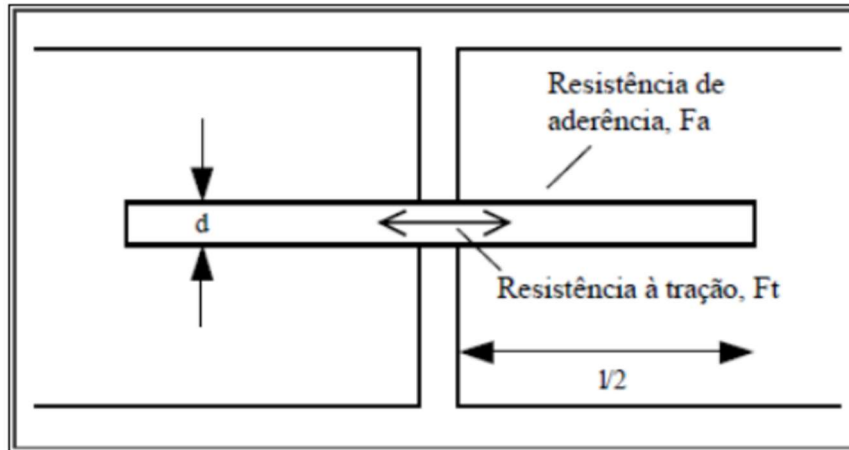 Resistência de
aderência, Fa
d
Resistência à tração, Ft
l/2